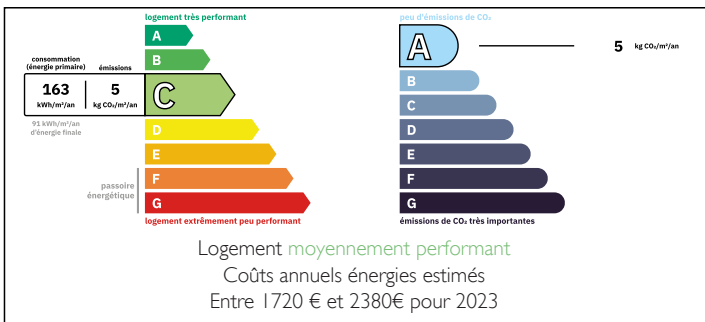 logement très performant
A
B
consommation
(énergie primaire)
émissions
163
kWh/m²/an
5
kg CO₂/m²/an
C
91 kWh/m²/an
d'énergie finale
D
E
passoire
énergétique
F
G
logement extrêmement peu performant
peu d'émissions de CO₂
A
5 kg CO₂/m²/an
B
C
D
E
F
G
émissions de CO₂ très importantes
Logement moyennement performant
Coûts annuels énergies estimés
Entre 1720 € et 2380€ pour 2023